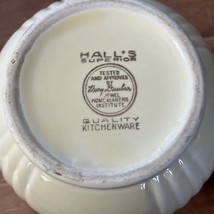 HALL'S
SUPERIOR
TESTED
AND APPROVED
BY
Mary Dunbar
JEWEL
HOMEMAKERS
INSTITUTE
QUALITY
KITCHENWARE